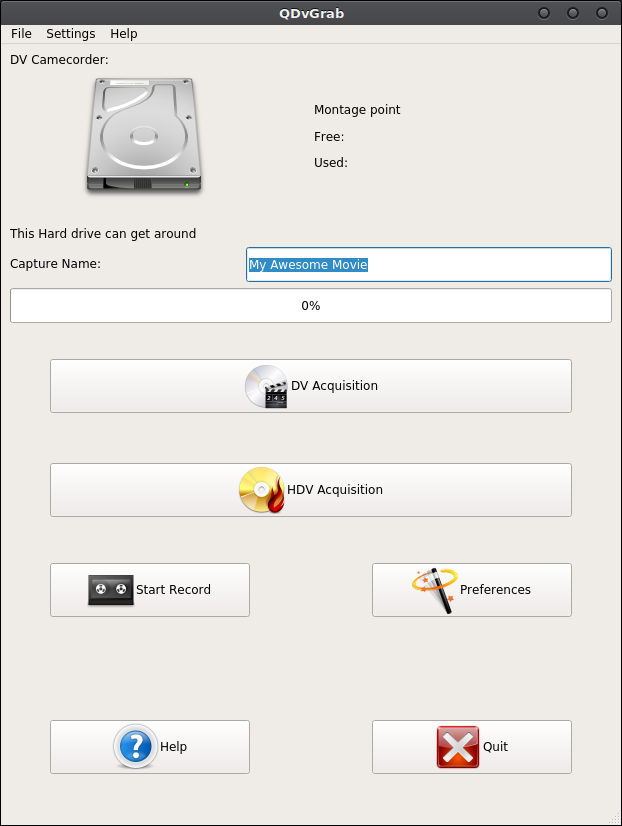 QDvGrab
File Settings Help
DV Camecorder:
Montage point
Free:
Used:
This Hard drive can get around
Capture Name: My Awesome Movie
0%
DV Acquisition
HDV Acquisition
Start Record Preferences
Help Quit